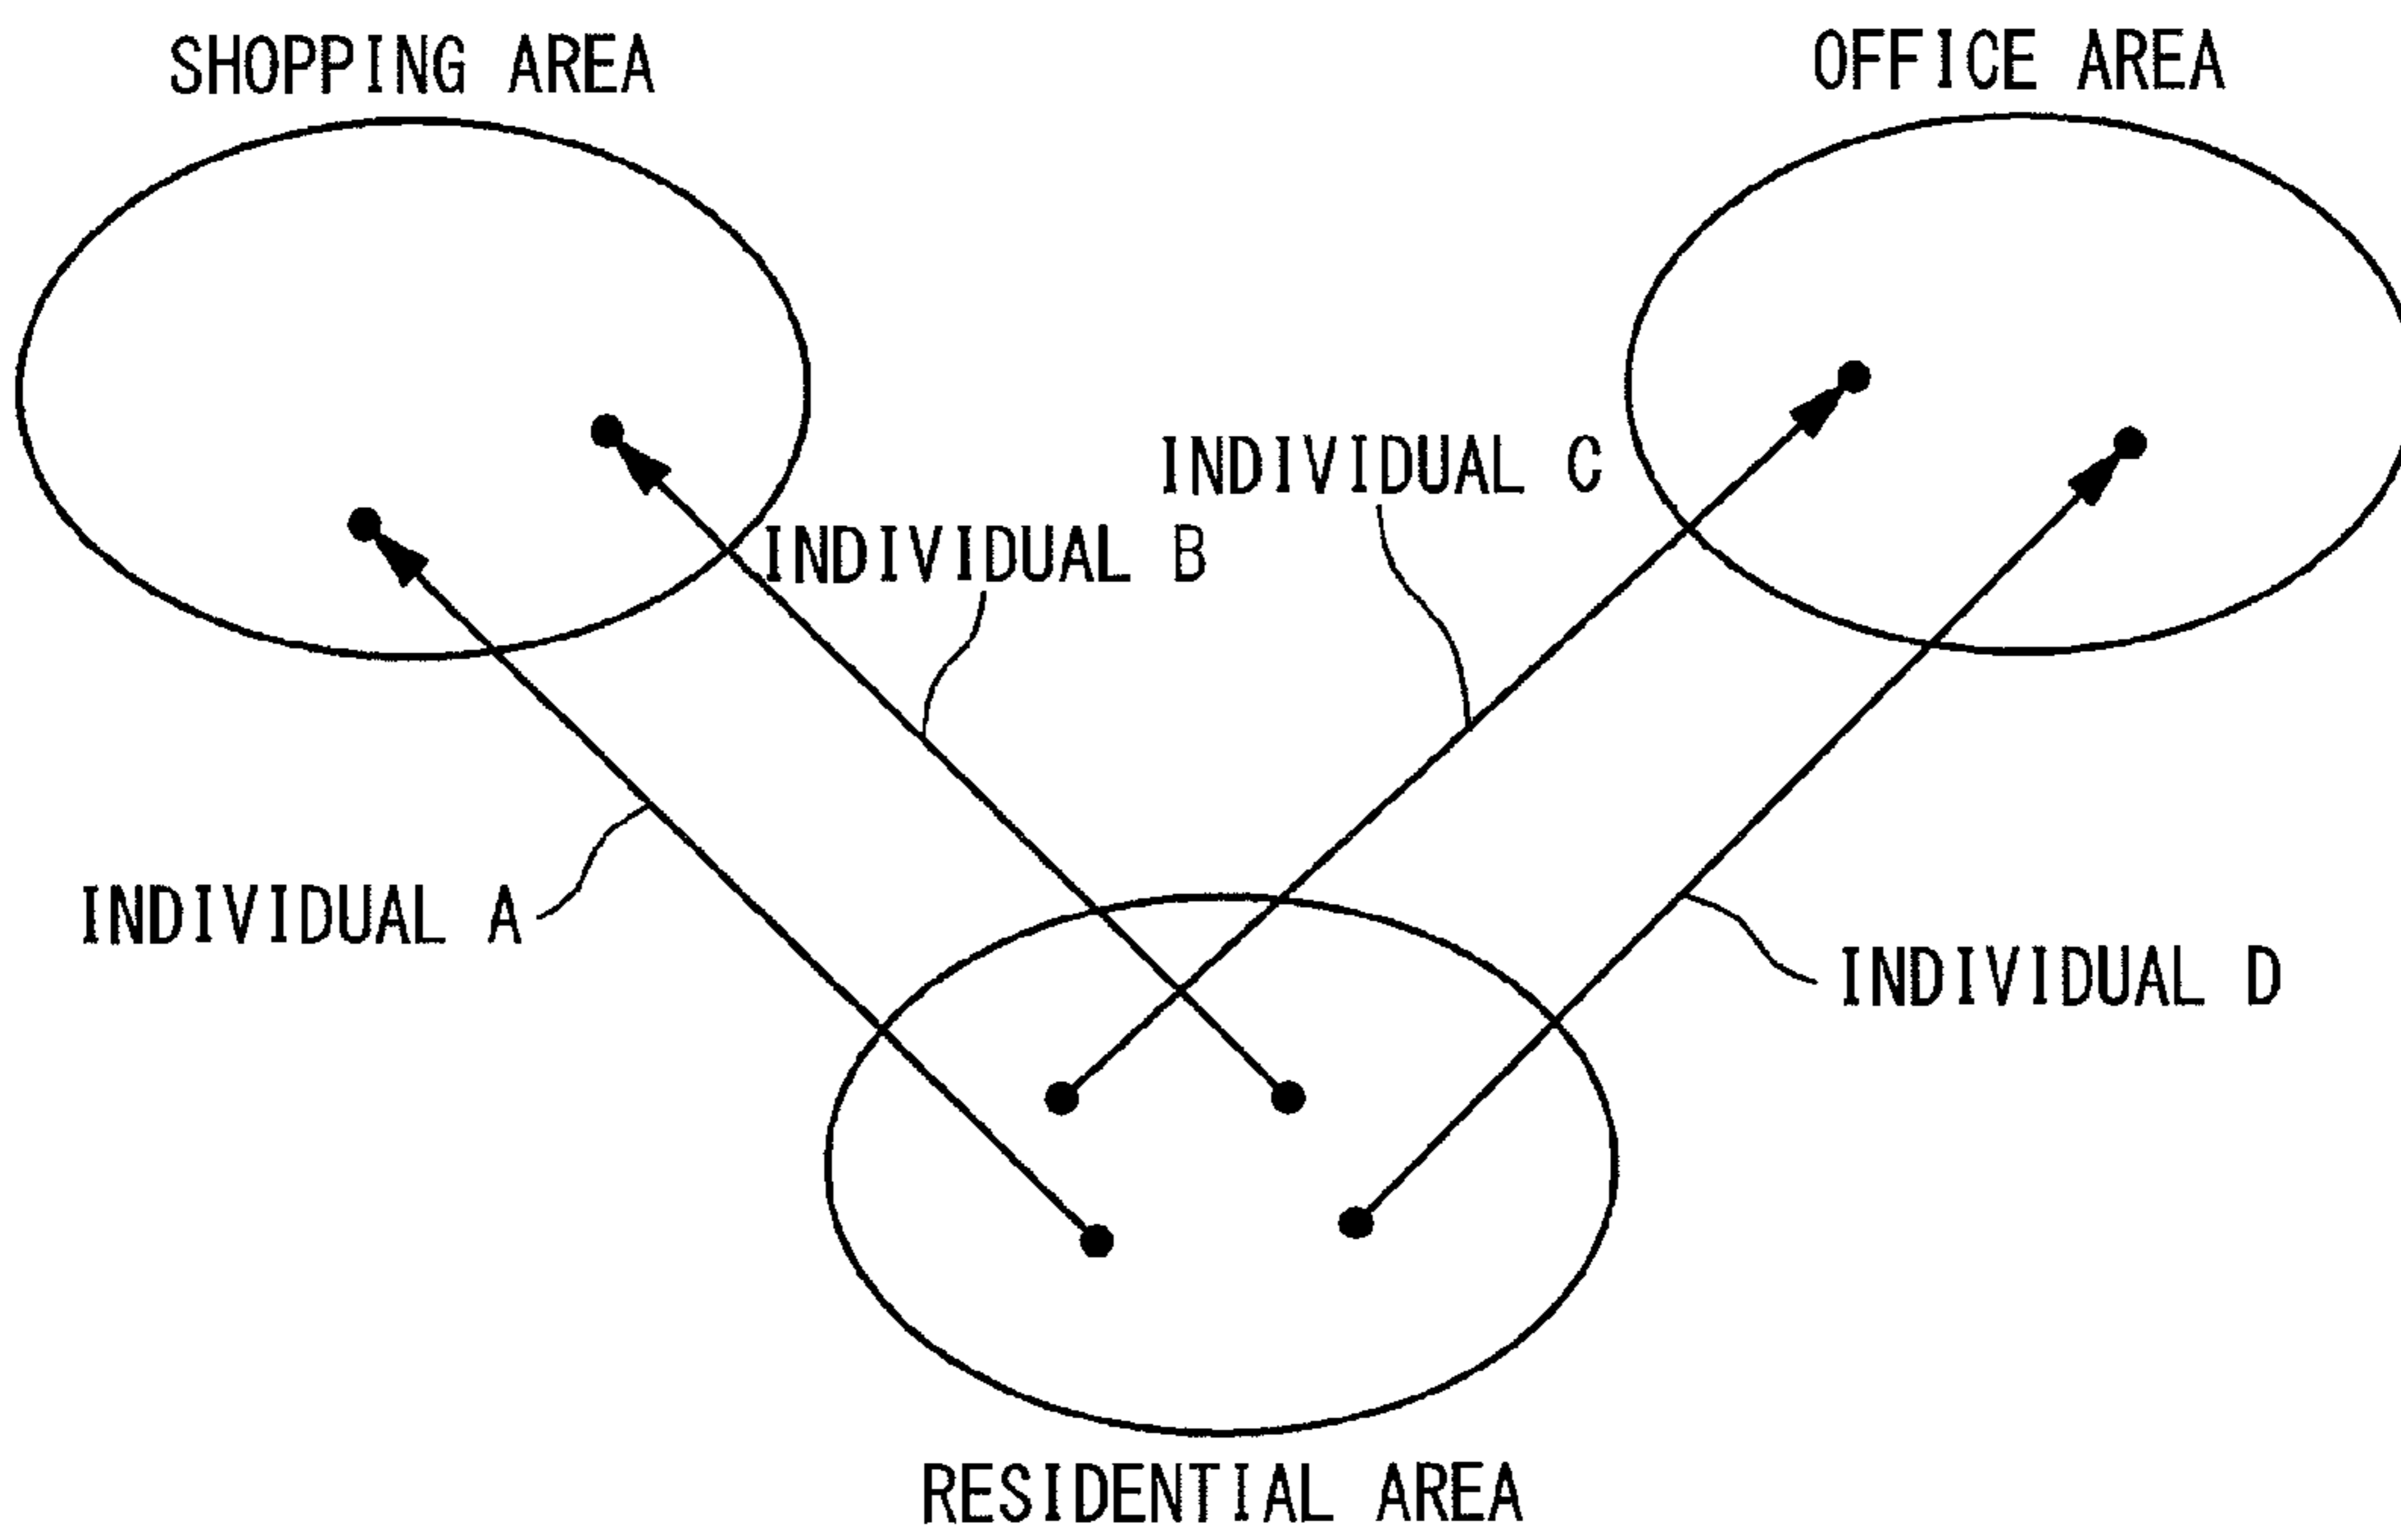 SHOPPING AREA
OFFICE AREA
INDIVIDUAL C
INDIVIDUAL B
INDIVIDUAL A
INDIVIDUAL D
RESIDENTIAL AREA